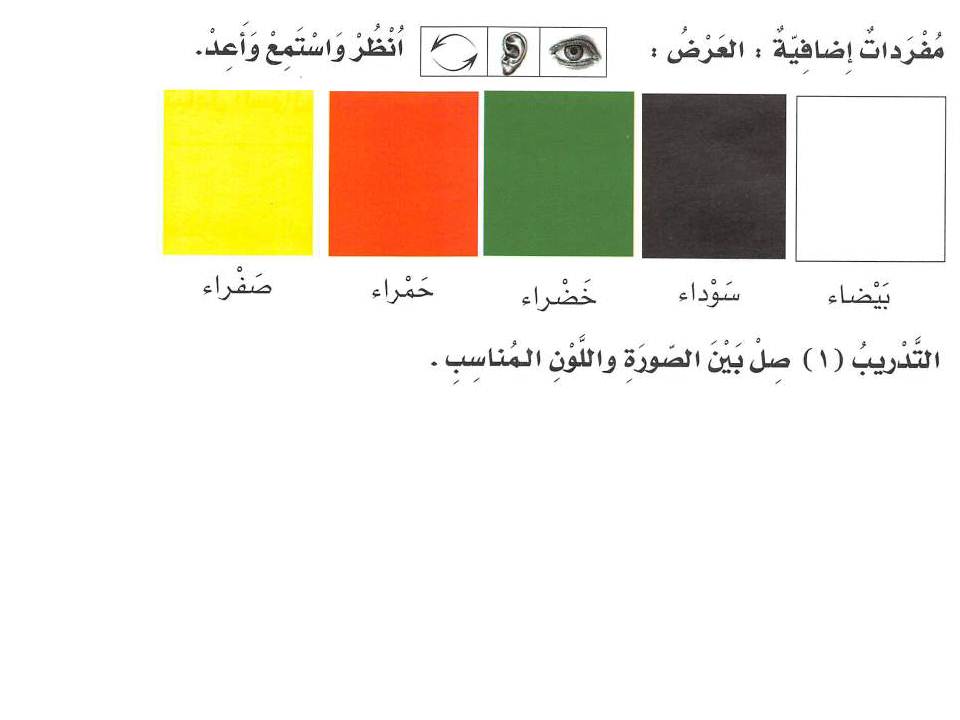 مُفْرَداتٌ إِضافِيّةٌ : العَرْضُ : اُنْظُرْ وَاسْتَمِعْ وَأَعِدْ.
بَيْضاء سَوْداء خَضْراء حَمْراء صَفْراء
التَّدْريبُ (١) صِلْ بَيْنَ الصّورَةِ واللَّوْنِ المُناسِبِ .